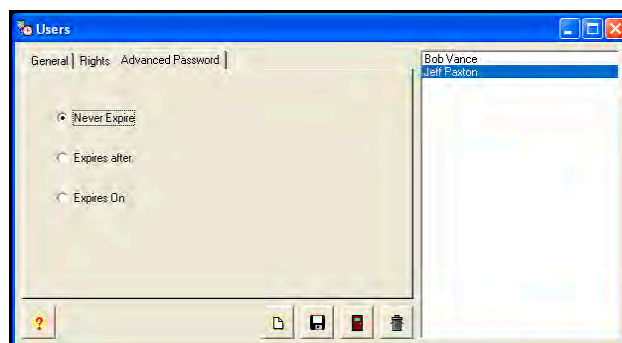 Users
General Rights Advanced Password
Never Expire
Expires after
Expires On
?
Bob Vance
Jeff Paxton